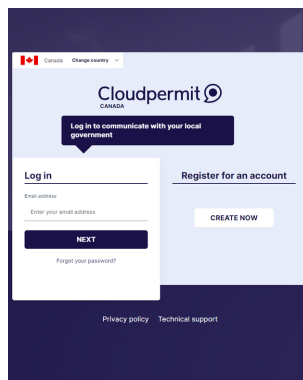 Canada Change country
Cloudpermit
CANADA
Log in to communicate with your local
government
Log in
Email address
Enter your email address
NEXT
Forgot your password?
Register for an account
CREATE NOW
Privacy policy Technical support